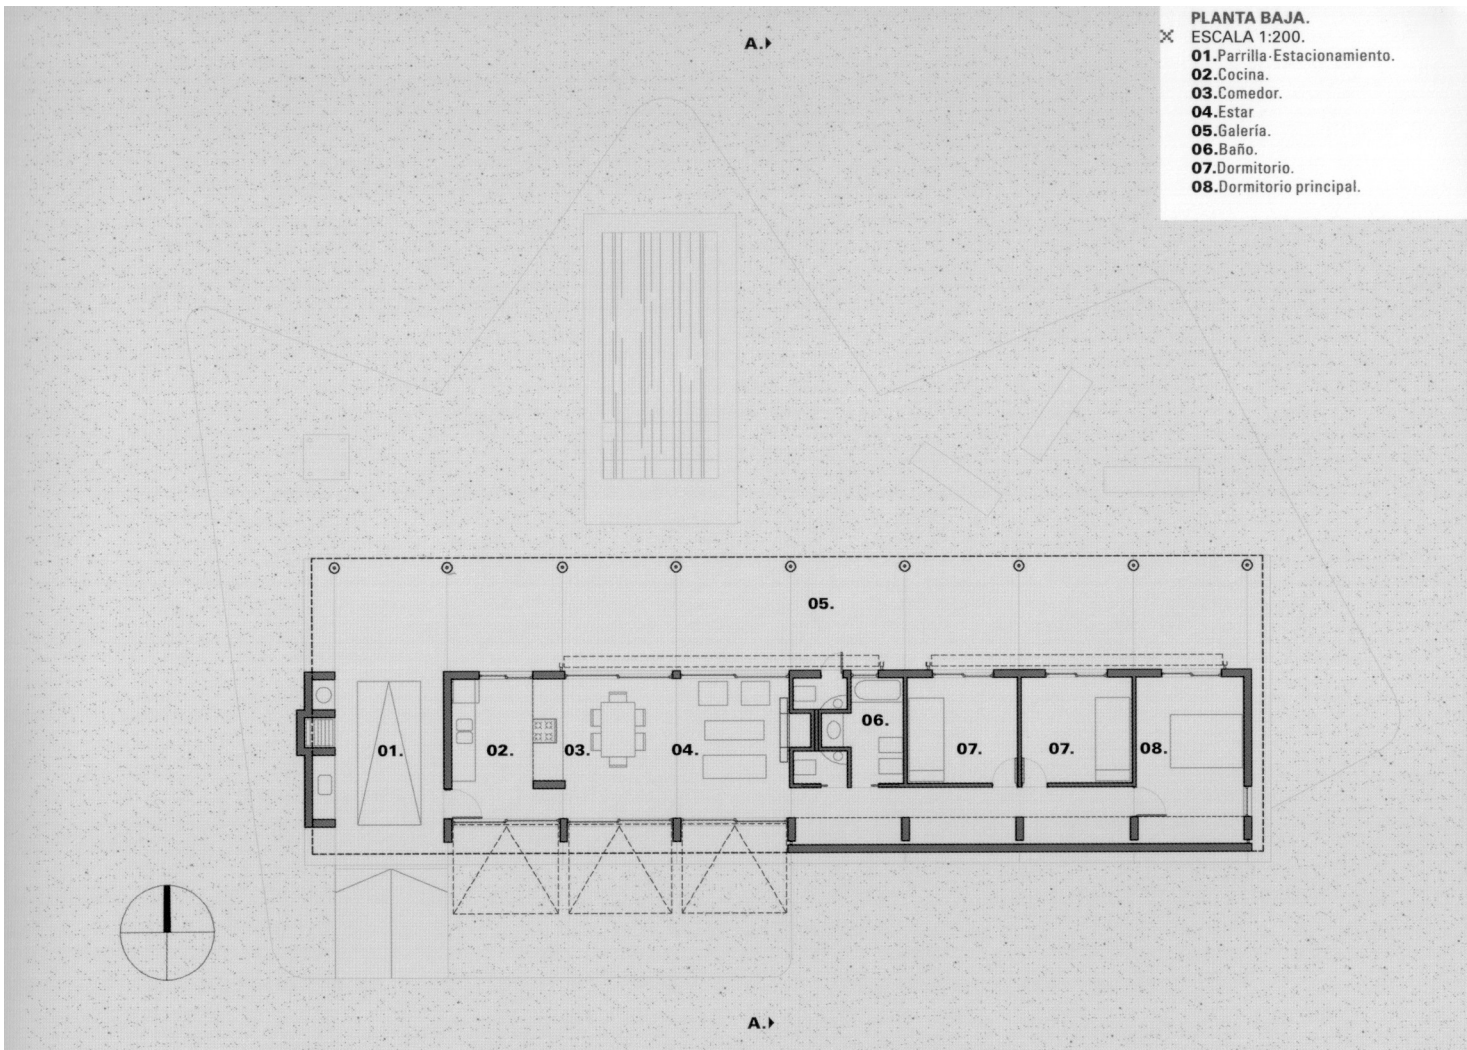 A.
PLANTA BAJA.
ESCALA 1:200.
01.Parrilla·Estacionamiento.
02.Cocina.
03.Comedor.
04.Estar
05.Galería.
06.Baño.
07.Dormitorio.
08.Dormitorio principal.
05.
06.
01.
02.
03.
04.
07.
07.
08.
A.